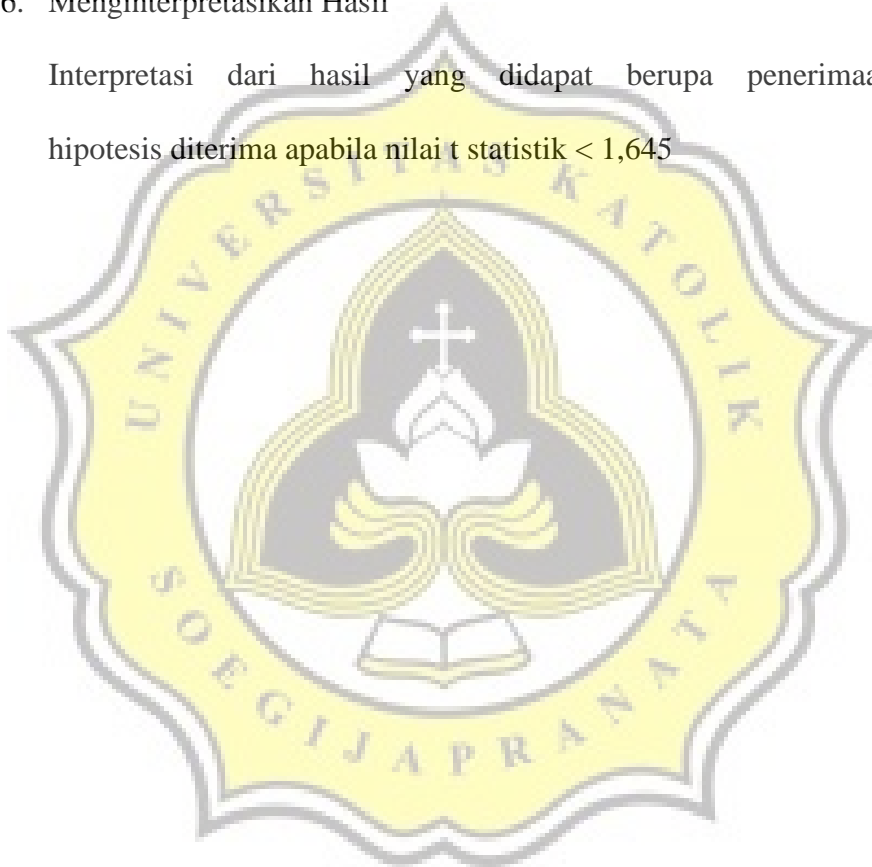 6. Menginterpretasikan Hasil
Interpretasi dari hasil yang didapat berupa penerimaa
hipotesis diterima apabila nilai t statistik < 1,645
UNIVERSITAS KATOLIK
SOEGIJAPRANATA